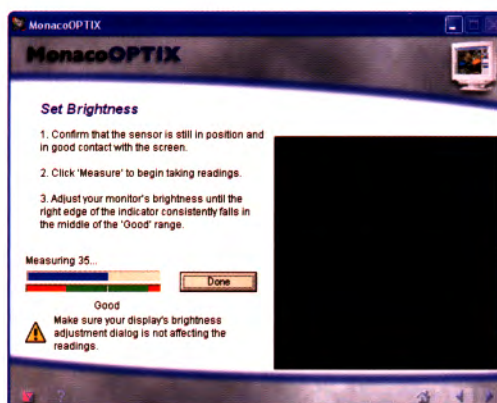 MonacoOPTIX
MonacoOPTIX
Set Brightness
1. Confirm that the sensor is still in position and
in good contact with the screen.
2. Click 'Measure' to begin taking readings.
3. Adjust your monitor's brightness until the
right edge of the indicator consistently falls in
the middle of the 'Good' range.
Measuring 35...
Done
Good
Make sure your display's brightness
adjustment dialog is not affecting the
readings.
?